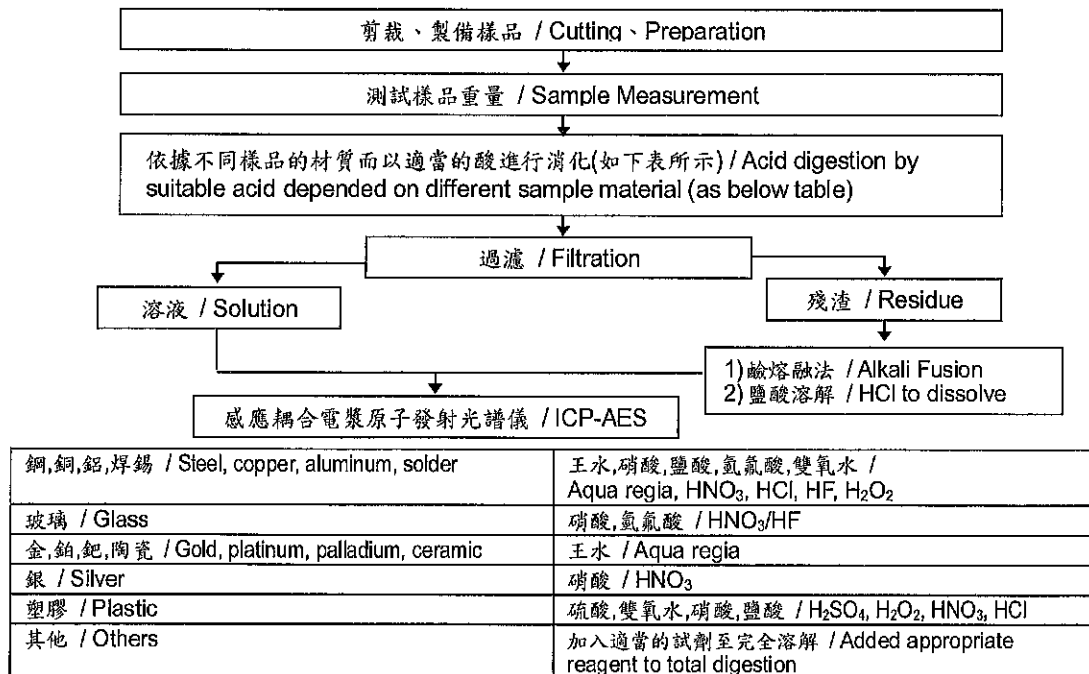 剪裁、製備樣品 / Cutting、Preparation
測試樣品重量 / Sample Measurement
依據不同樣品的材質而以適當的酸進行消化(如下表所示) / Acid digestion by
suitable acid depended on different sample material (as below table)
過濾 / Filtration
溶液 / Solution
殘渣 / Residue
1)鹼熔融法 / Alkali Fusion
2)鹽酸溶解 / HCl to dissolve
感應耦合電漿原子發射光譜儀 / ICP-AES
鋼,銅,鋁,焊錫 / Steel, copper, aluminum, solder
王水,硝酸,鹽酸,氫氟酸,雙氧水 /
Aqua regia, HNO₃, HCl, HF, H₂O₂
玻璃 / Glass
硝酸,氫氟酸 / HNO₃/HF
金,鉑,鈀,陶瓷 / Gold, platinum, palladium, ceramic
王水 / Aqua regia
銀 / Silver
硝酸 / HNO₃
塑膠 / Plastic
硫酸,雙氧水,硝酸,鹽酸 / H₂SO₄, H₂O₂, HNO₃, HCl
其他 / Others
加入適當的試劑至完全溶解 / Added appropriate
reagent to total digestion